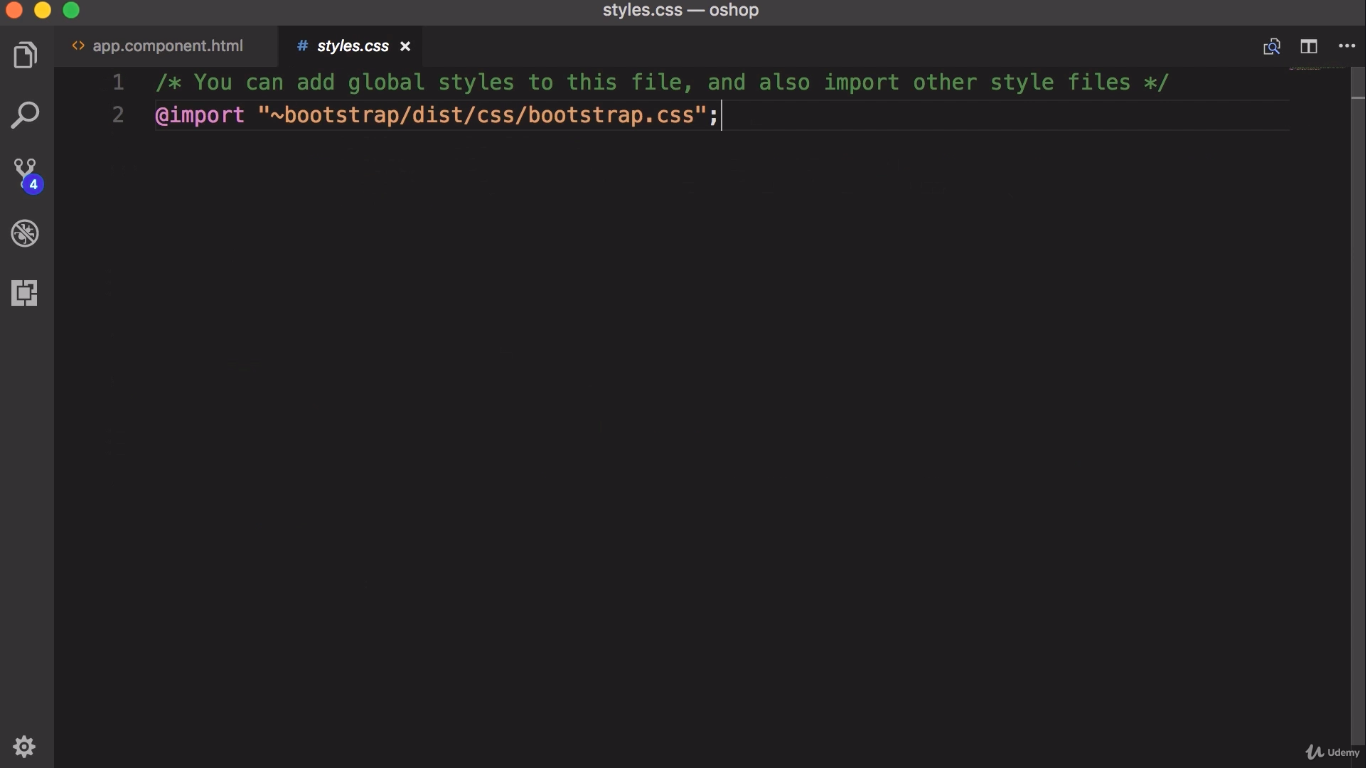 styles.css — oshop
app.component.html
# styles.css
1 /* You can add global styles to this file, and also import other style files */
2 @import "~bootstrap/dist/css/bootstrap.css";
4
Udemy